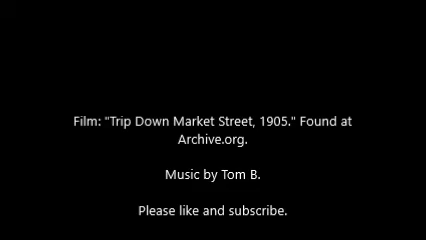 Film: "Trip Down Market Street, 1905." Found at
Archive.org.
Music by Tom B.
Please like and subscribe.